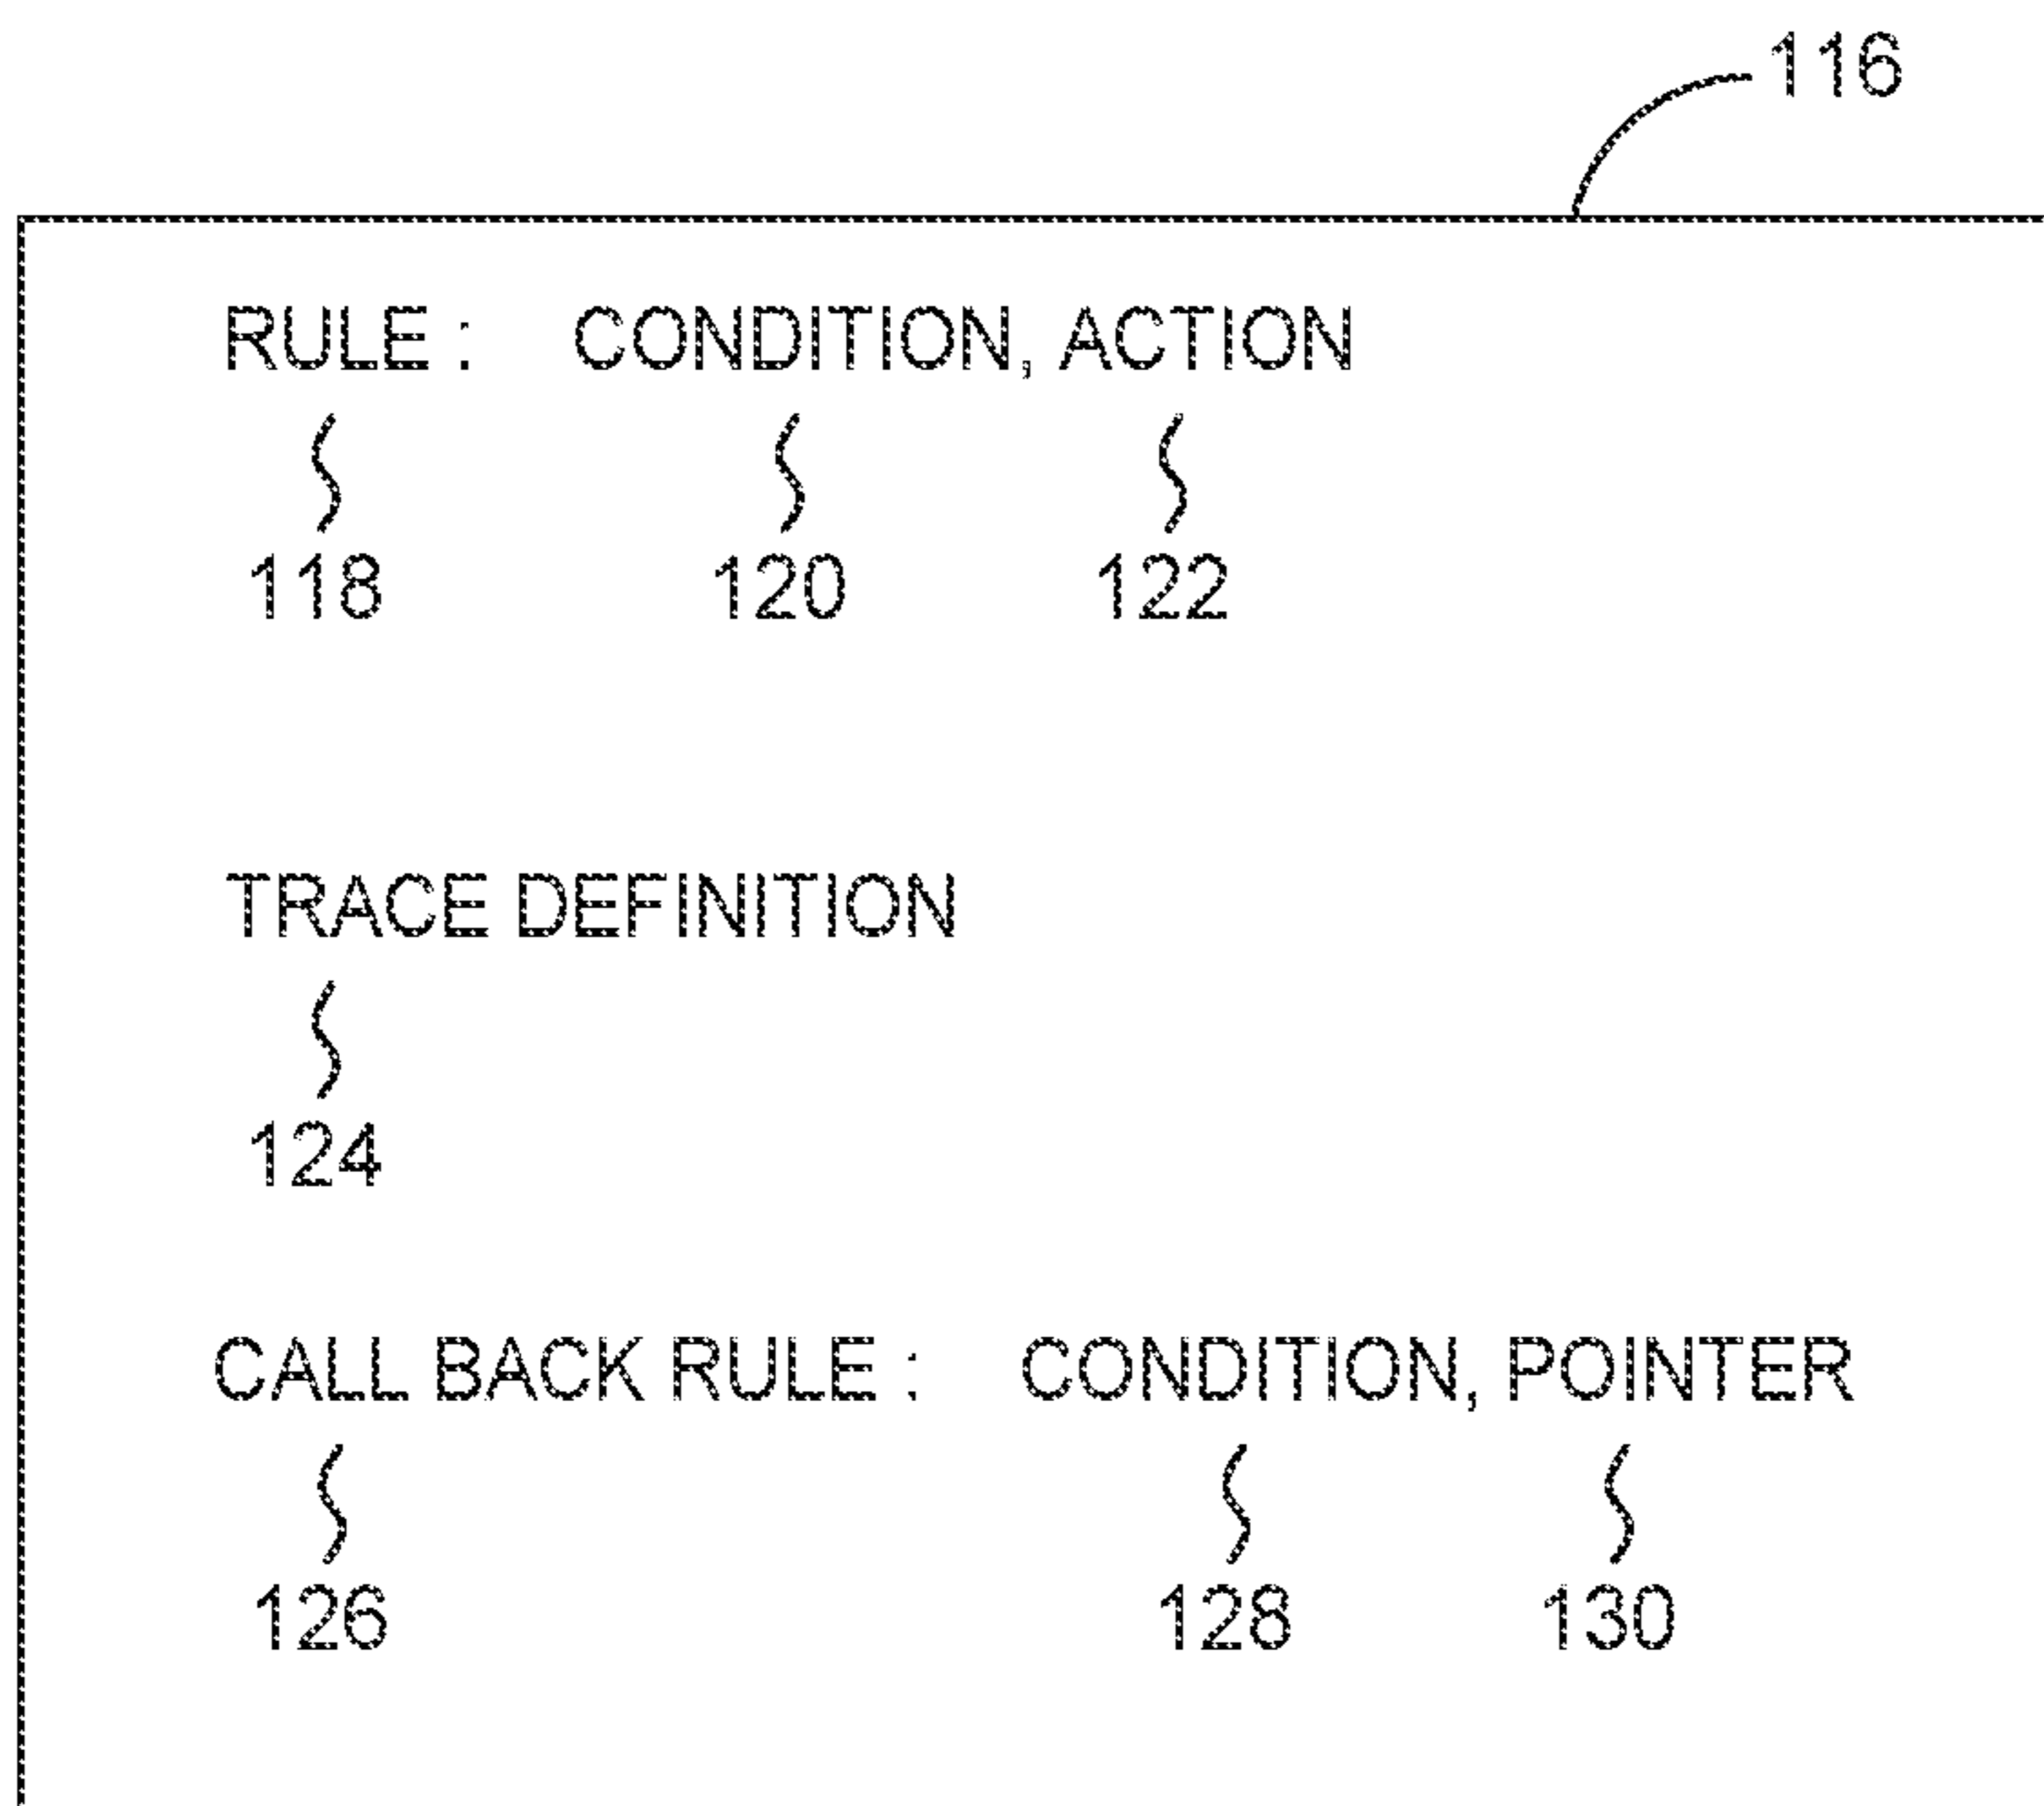 116
RULE : CONDITION, ACTION
118 120 122
TRACE DEFINITION
124
CALL BACK RULE : CONDITION, POINTER
126 128 130